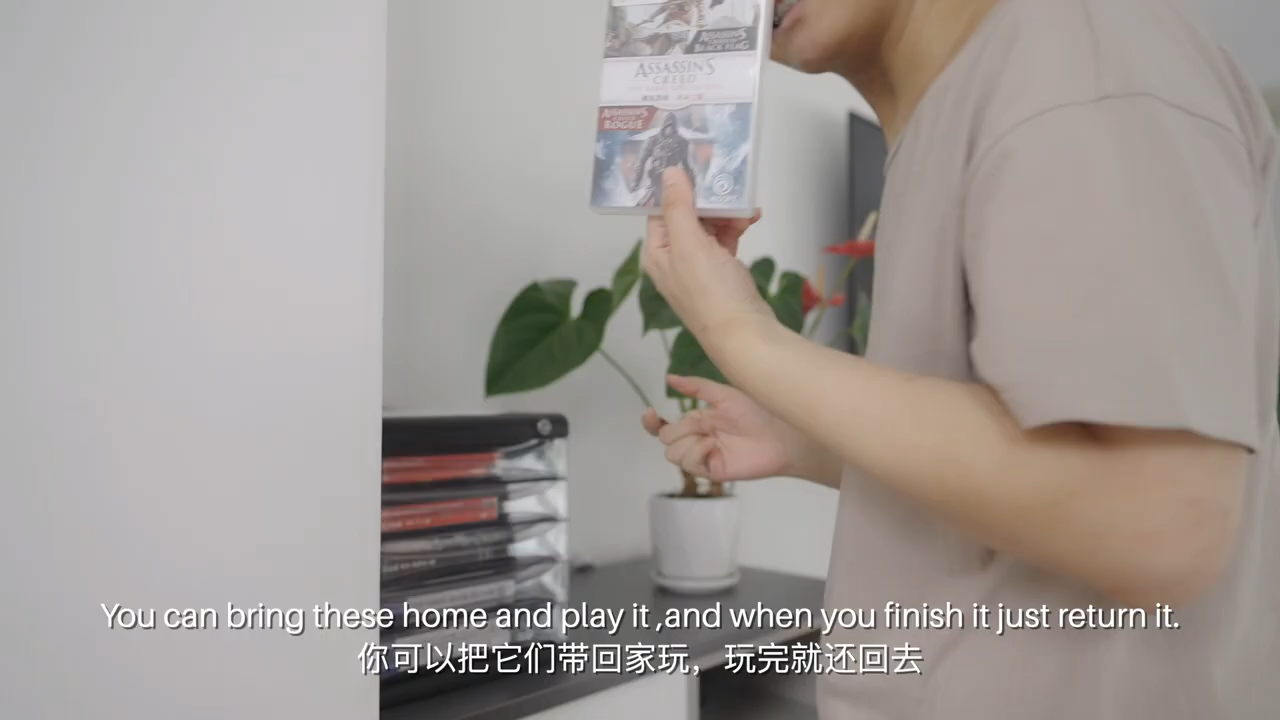 ASSASSIN'S
CREED
BLACK FLAG
ASSASSIN'S
CREED
ASSASSIN'S
CREED
ROGUE
You can bring these home and play it ,and when you finish it just return it.
你可以把它们带回家玩，玩完就还回去